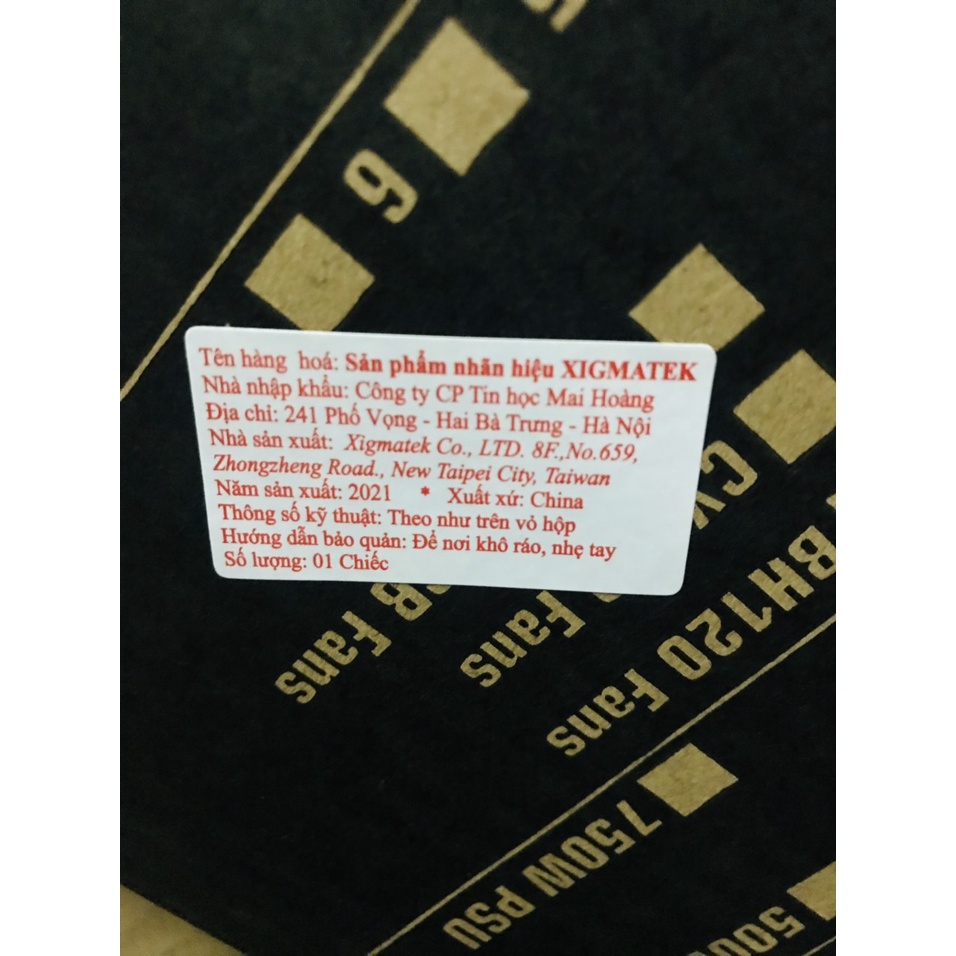 6
Tên hàng hoá: Sản phẩm nhãn hiệu XIGMATEK
Nhà nhập khẩu: Công ty CP Tin học Mai Hoàng
Địa chỉ: 241 Phố Vọng - Hai Bà Trưng - Hà Nội
Nhà sản xuất: Xigmatek Co., LTD. 8F.,No.659,
Zhongzheng Road., New Taipei City, Taiwan
Năm sản xuất: 2021 * Xuất xứ: China
Thông số kỹ thuật: Theo như trên vỏ hộp
Hướng dẫn bảo quản: Để nơi khô ráo, nhẹ tay
Số lượng: 01 Chiếc
Fans
Fans
BH120 Fans
750W PSU